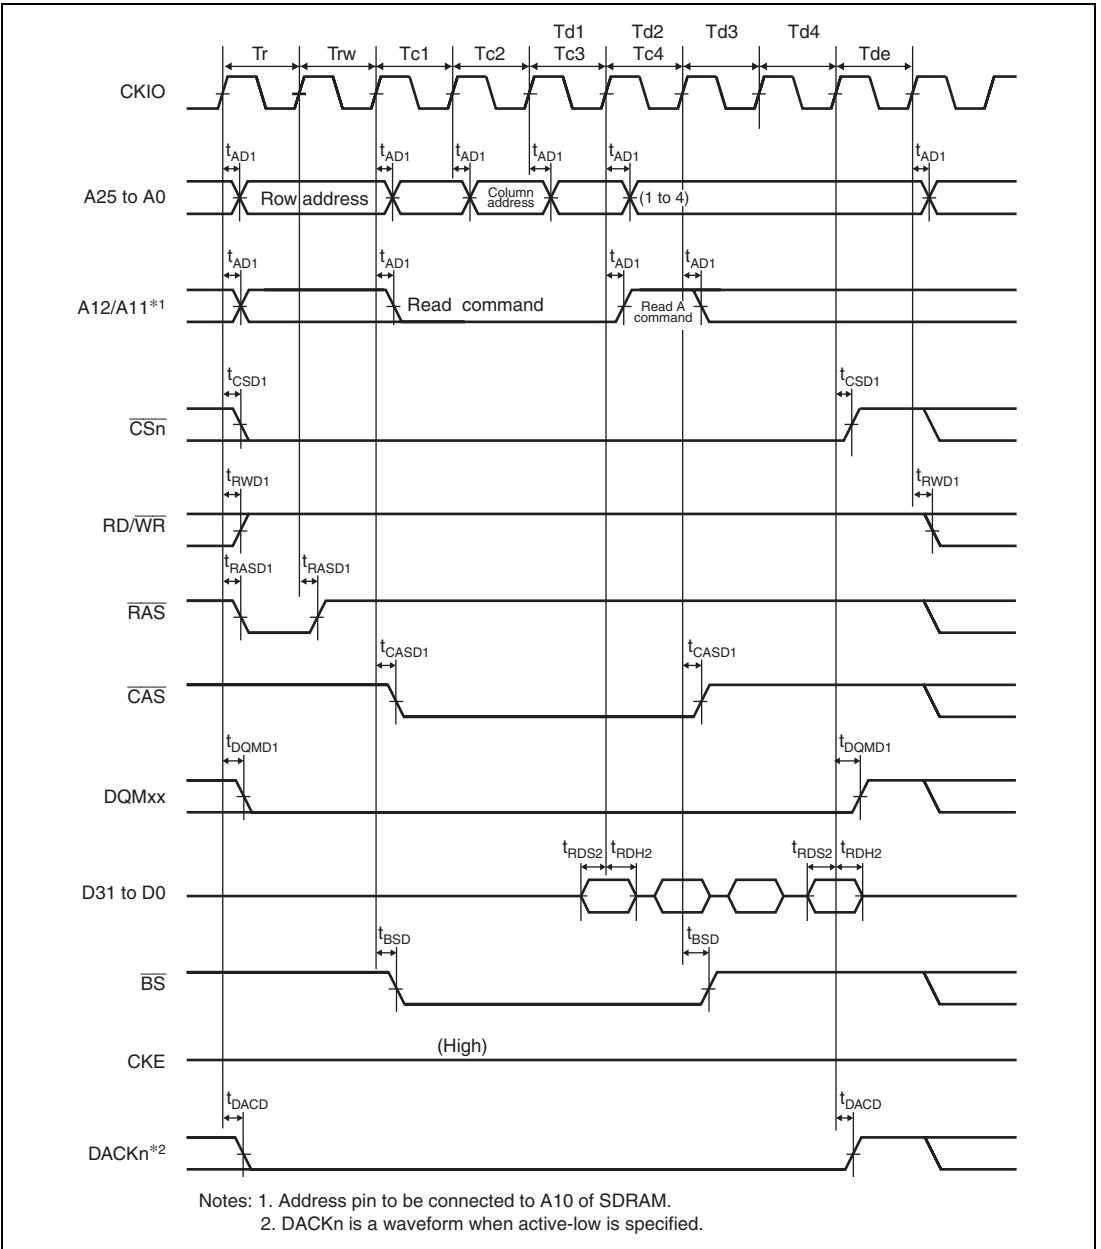 Td1 Td2 Td3 Td4
Tr Trw Tc1 Tc2 Tc3 Tc4 Tde
CKIO
tAD1 tAD1 tAD1 tAD1 tAD1 tAD1
A25 to A0 Row address Column address (1 to 4)
tAD1 tAD1 tAD1 tAD1
A12/A11*1 Read command Read A command
tCSD1 tCSD1
CSn
tRWD1 tRWD1
RD/WR
tRASD1 tRASD1
RAS
tCASD1 tCASD1
CAS
tDQMD1 tDQMD1
DQMxx
tRDS2 tRDH2 tRDS2 tRDH2
D31 to D0
tBSD tBSD
BS
(High)
CKE
tDACD tDACD
DACKn*2
Notes: 1. Address pin to be connected to A10 of SDRAM.
2. DACKn is a waveform when active-low is specified.